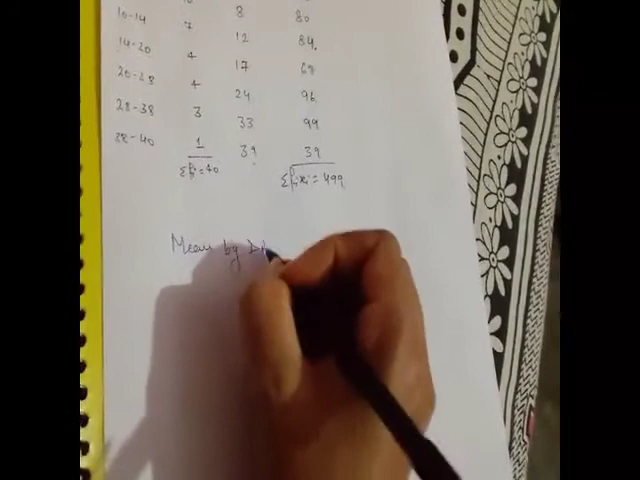 10-14 7 8 80
14-20 4 12 84
20-28 4 17 68
28-38 3 24 96
38-40 1 33 99
39 39
Σfi = 40 Σfixi = 499
Mean by